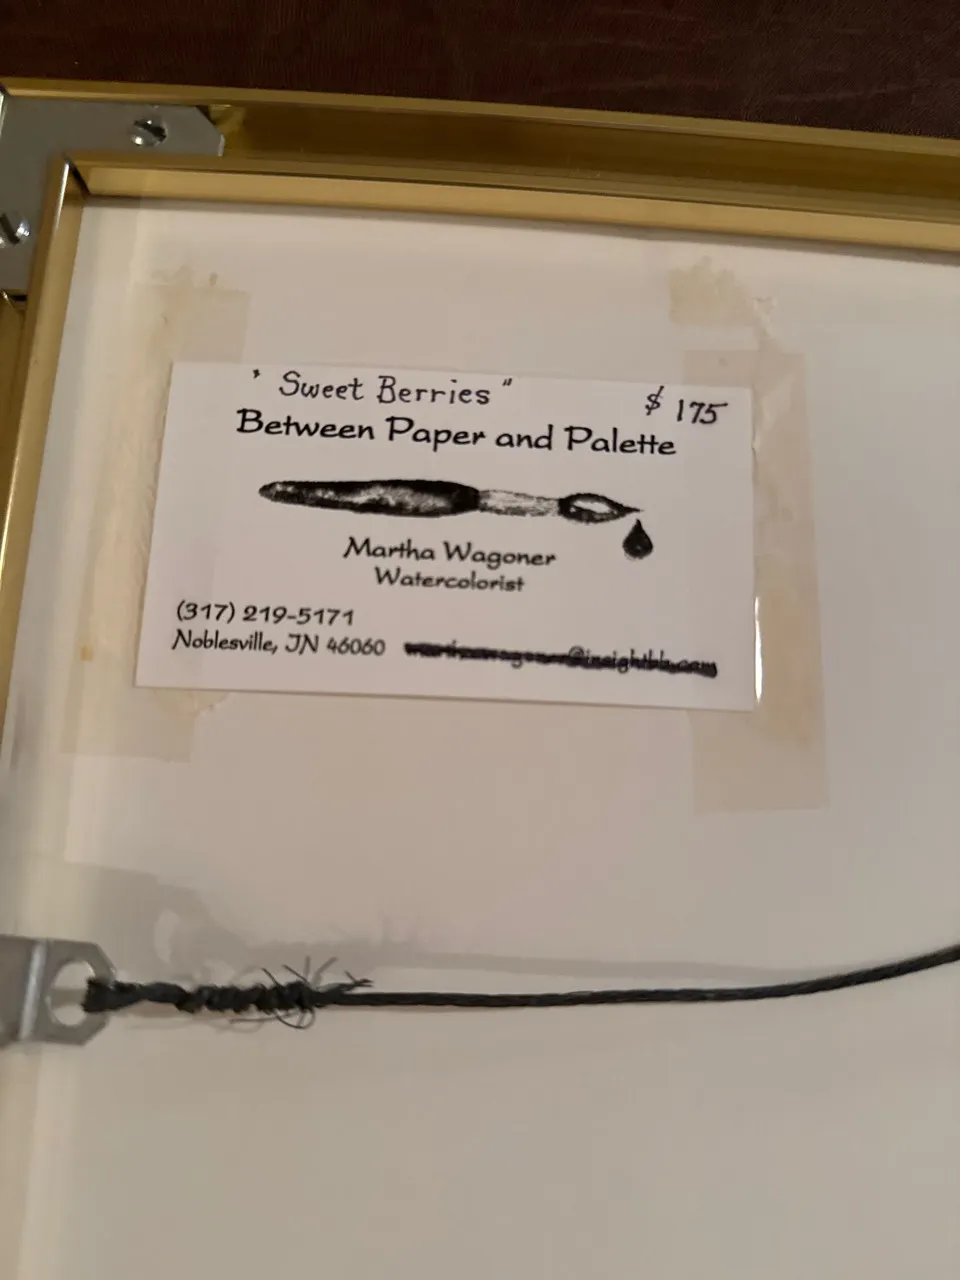 " Sweet Berries "
$ 175
Between Paper and Palette
Martha Wagoner
Watercolorist
(317) 219-5171
Noblesville, IN 46060